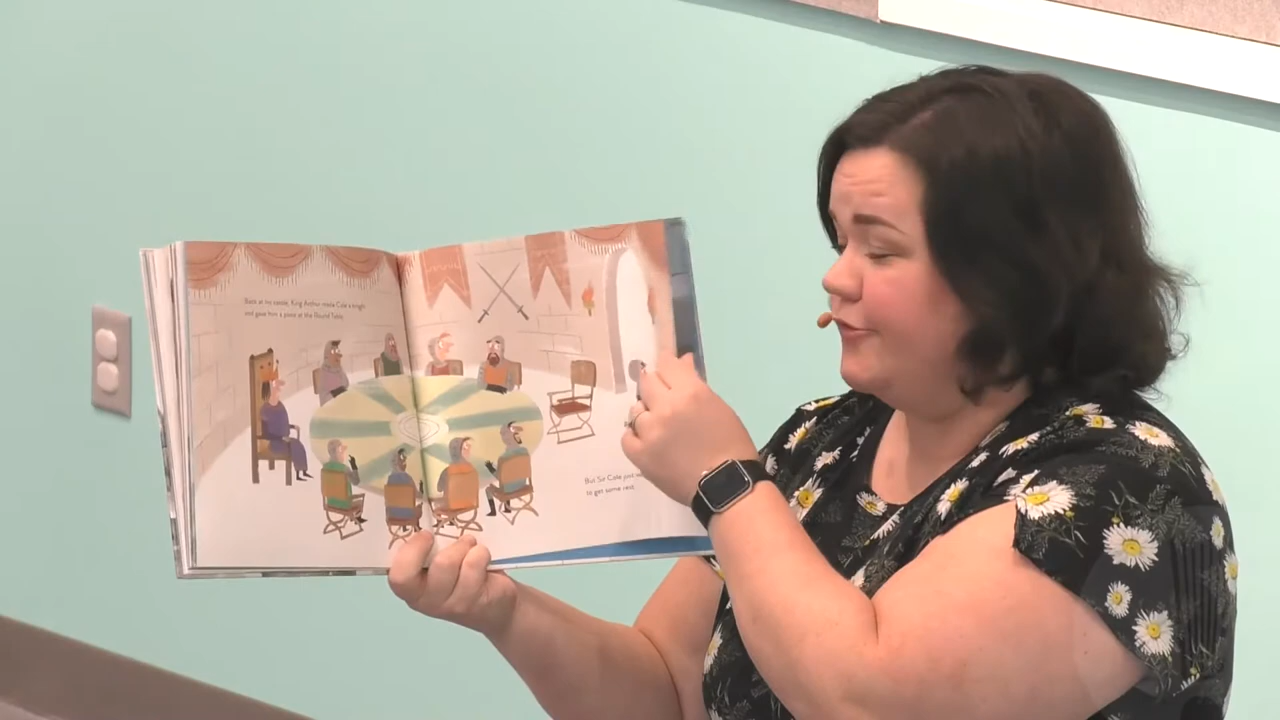 Back at his castle, King Arthur made Cole a knight
and gave him a place at the Round Table.
But Sir Cole just
to get some rest.